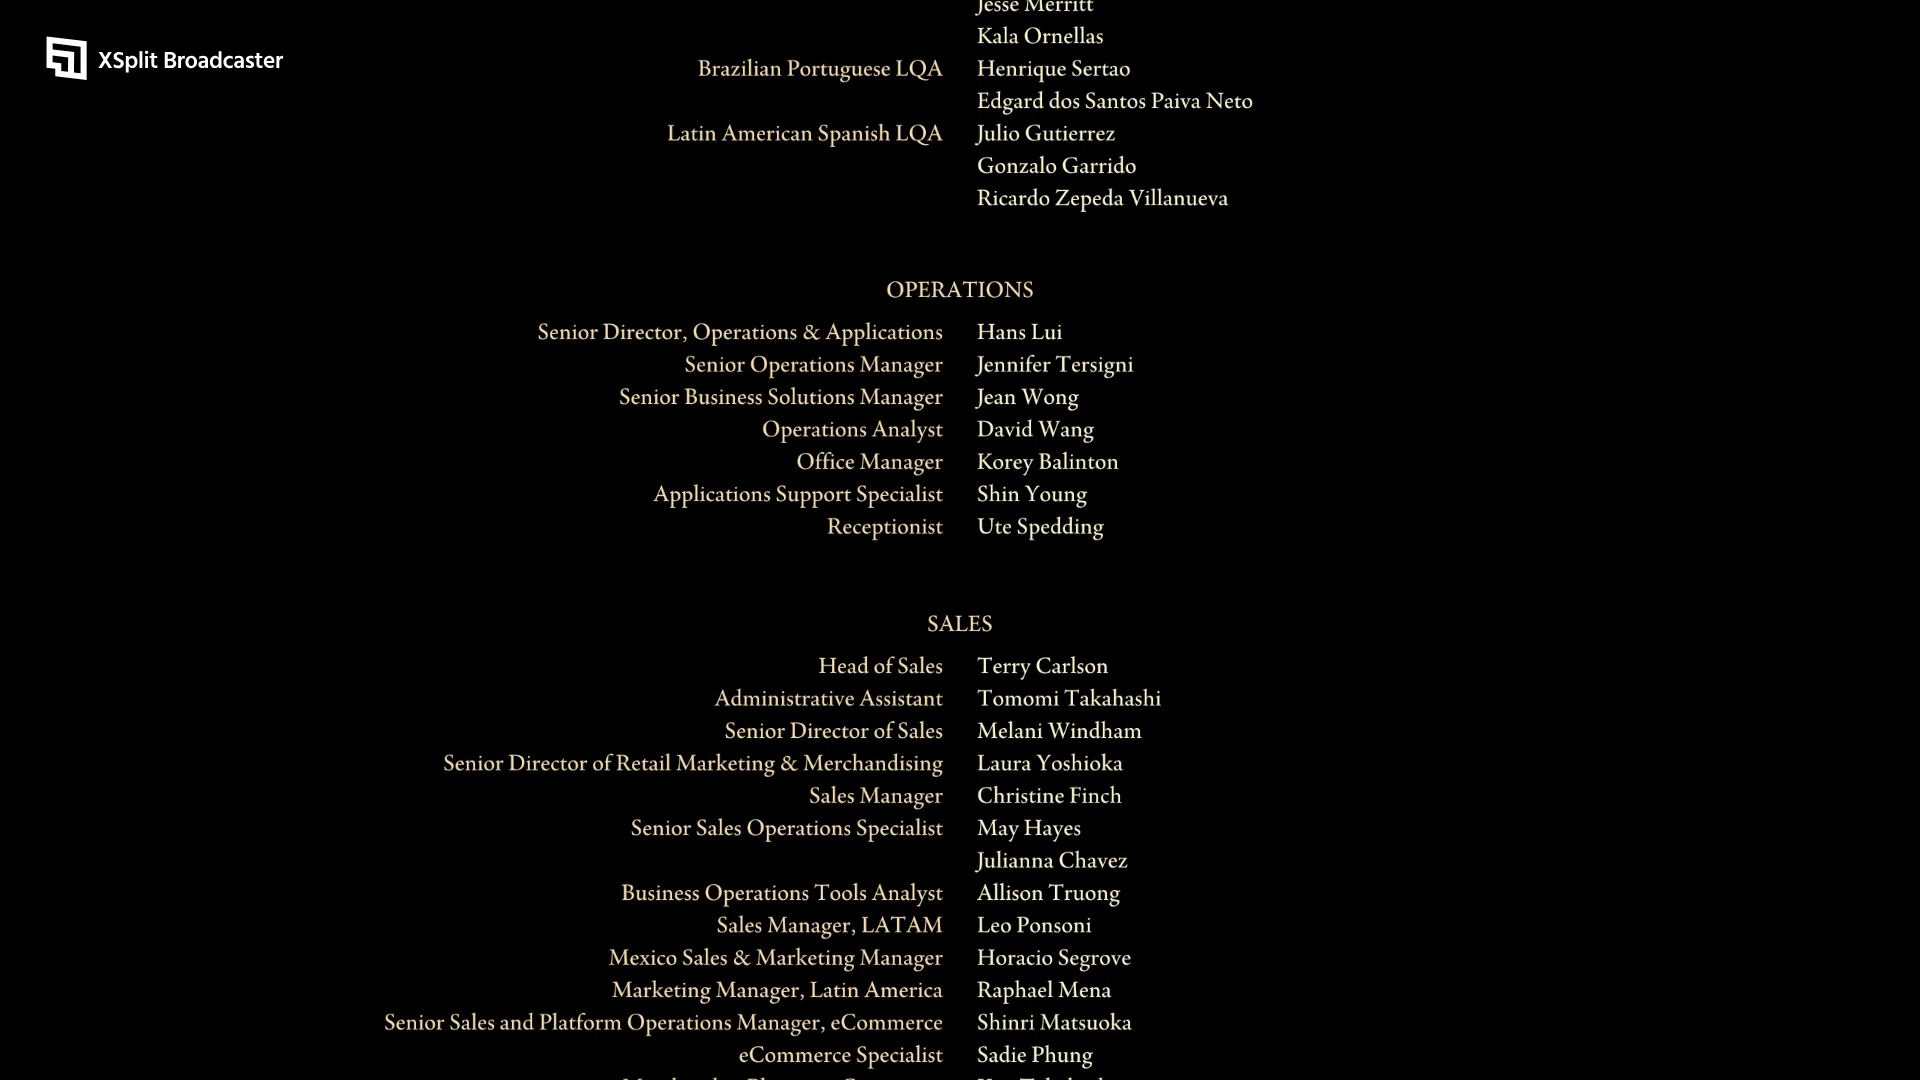 Jesse Merritt
XSplit Broadcaster
Kala Ornellas
Brazilian Portuguese LQA Henrique Sertao
Edgard dos Santos Paiva Neto
Latin American Spanish LQA Julio Gutierrez
Gonzalo Garrido
Ricardo Zepeda Villanueva
OPERATIONS
Senior Director, Operations & Applications Hans Lui
Senior Operations Manager Jennifer Tersigni
Senior Business Solutions Manager Jean Wong
Operations Analyst David Wang
Office Manager Korey Balinton
Applications Support Specialist Shin Young
Receptionist Ute Spedding
SALES
Head of Sales Terry Carlson
Administrative Assistant Tomomi Takahashi
Senior Director of Sales Melani Windham
Senior Director of Retail Marketing & Merchandising Laura Yoshioka
Sales Manager Christine Finch
Senior Sales Operations Specialist May Hayes
Julianna Chavez
Business Operations Tools Analyst Allison Truong
Sales Manager, LATAM Leo Ponsoni
Mexico Sales & Marketing Manager Horacio Segrove
Marketing Manager, Latin America Raphael Mena
Senior Sales and Platform Operations Manager, eCommerce Shinri Matsuoka
eCommerce Specialist Sadie Phung